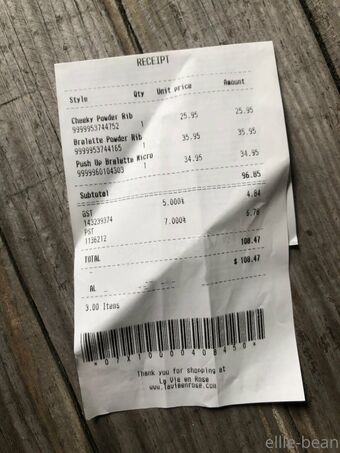 RECEIPT
Style Qty Unit price Amount
Cheeky Powder Rib
9999953744752 1 25.95 25.95
Bralette Powder Rib
9999953744165 1 35.95 35.95
Push Up Bralette Micro
9999960104303 1 34.95 34.95
Subtotal 96.85
GST 5.000% 4.84
143239374
PST 7.000% 6.78
1136212
TOTAL 108.47
$ 108.47
AL
3.00 Items
Thank you for shopping at
La Vie en Rose
www.lavieenrose.com
ellie-bean